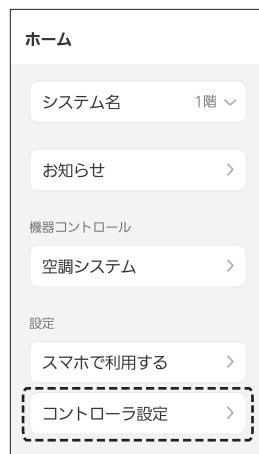 ホーム
システム名 1階
お知らせ
機器コントロール
空調システム
設定
スマホで利用する
コントローラ設定